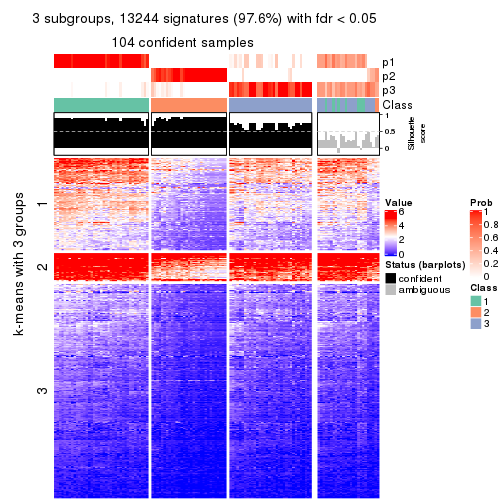 3 subgroups, 13244 signatures (97.6%) with fdr < 0.05
104 confident samples
p1
p2
p3
Class
1
0.5
0
Silhouette
score
k-means with 3 groups
1
2
3
Value
6
4
2
0
Status (barplots)
confident
ambiguous
Prob
1
0.8
0.6
0.4
0.2
0
Class
1
2
3